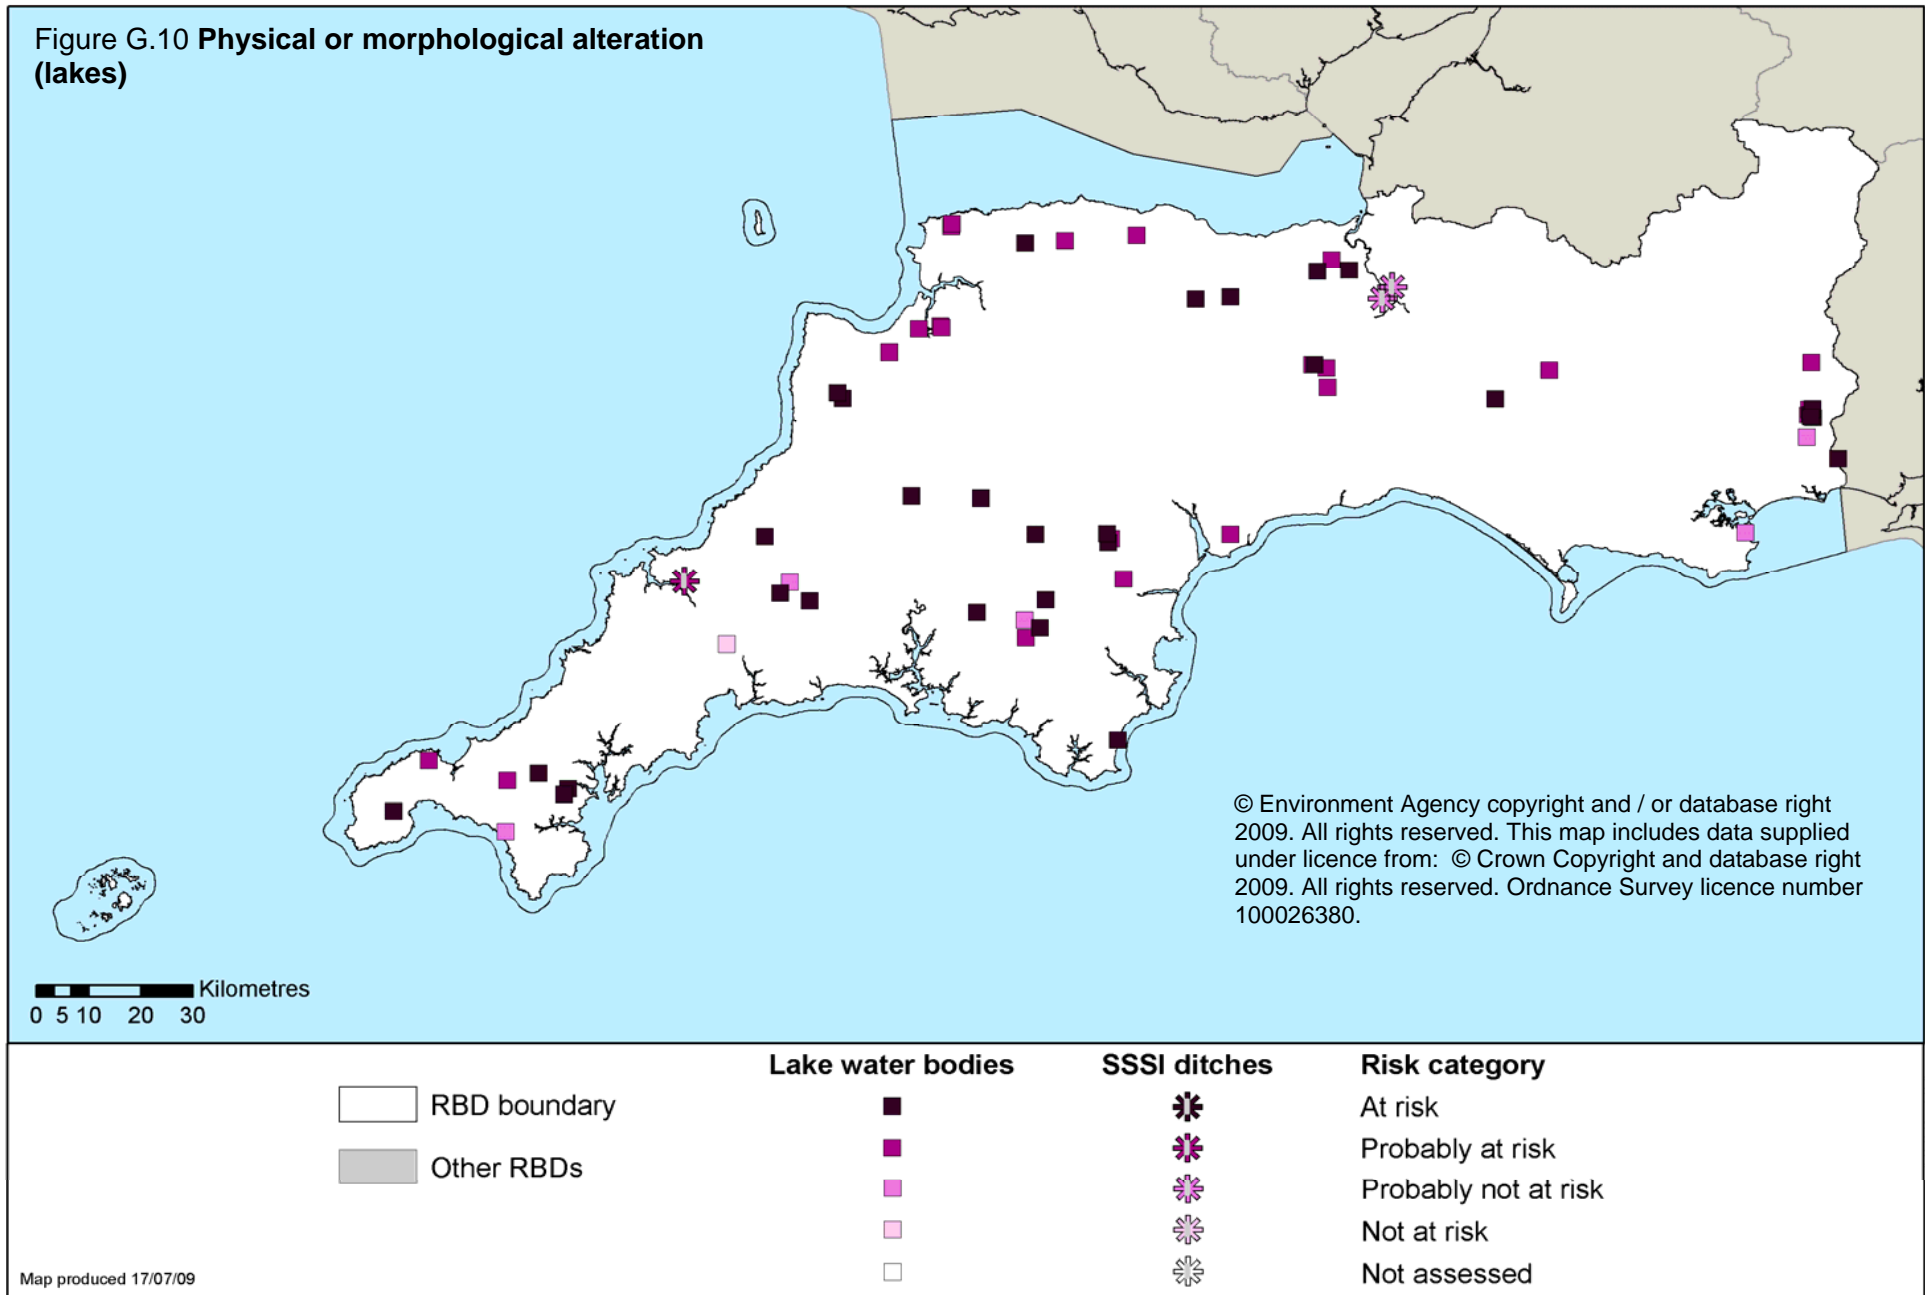 Figure G.10 Physical or morphological alteration
(lakes)
© Environment Agency copyright and / or database right
2009. All rights reserved. This map includes data supplied
under licence from: © Crown Copyright and database right
2009. All rights reserved. Ordnance Survey licence number
100026380.
Kilometres
0 5 10 20 30
Lake water bodies SSSI ditches Risk category
RBD boundary At risk
Other RBDs Probably at risk
Probably not at risk
Not at risk
Not assessed
Map produced 17/07/09